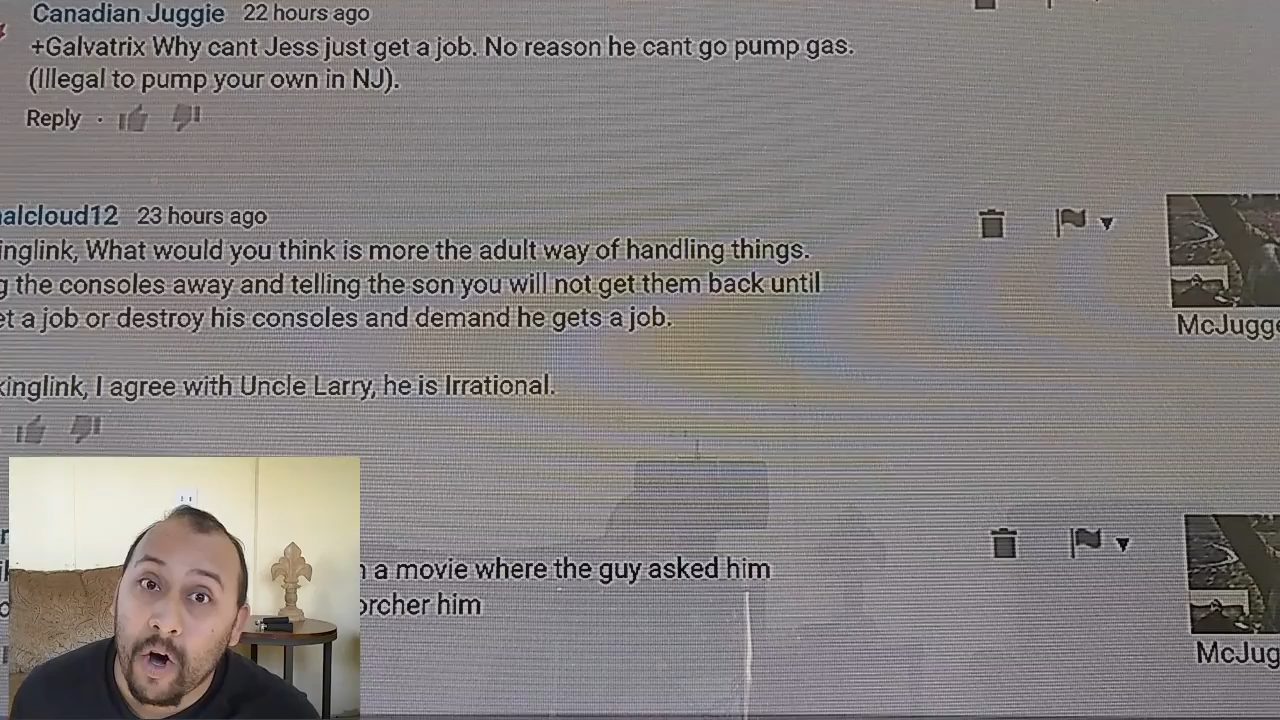 Canadian Juggie 22 hours ago
+Galvatrix Why cant Jess just get a job. No reason he cant go pump gas.
(Illegal to pump your own in NJ).
Reply
alcloud12 23 hours ago
inglink, What would you think is more the adult way of handling things.
g the consoles away and telling the son you will not get them back until
et a job or destroy his consoles and demand he gets a job.
McJugg
kinglink, I agree with Uncle Larry, he is Irrational.
a movie where the guy asked him
orcher him
McJug